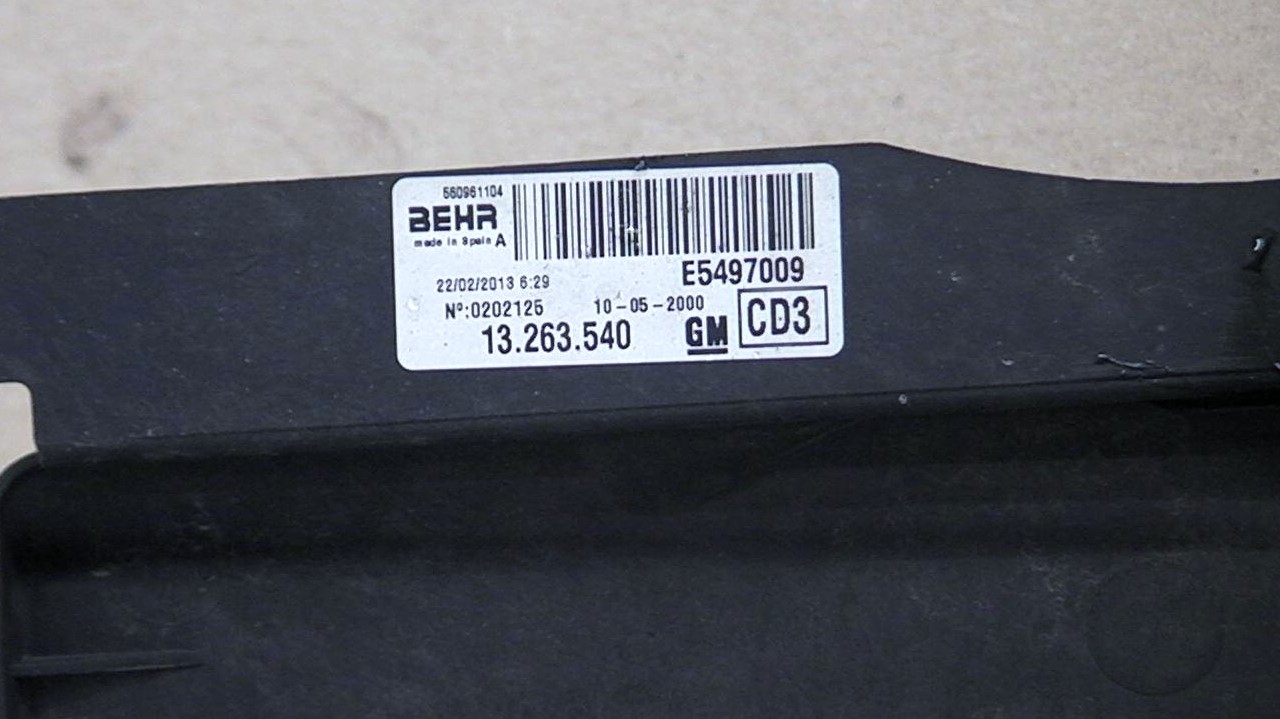 560961104
BEHR
made in Spain A
E5497009
22/02/2013 6:29
Nº:0202125 10-05-2000
13.263.540 GM CD3